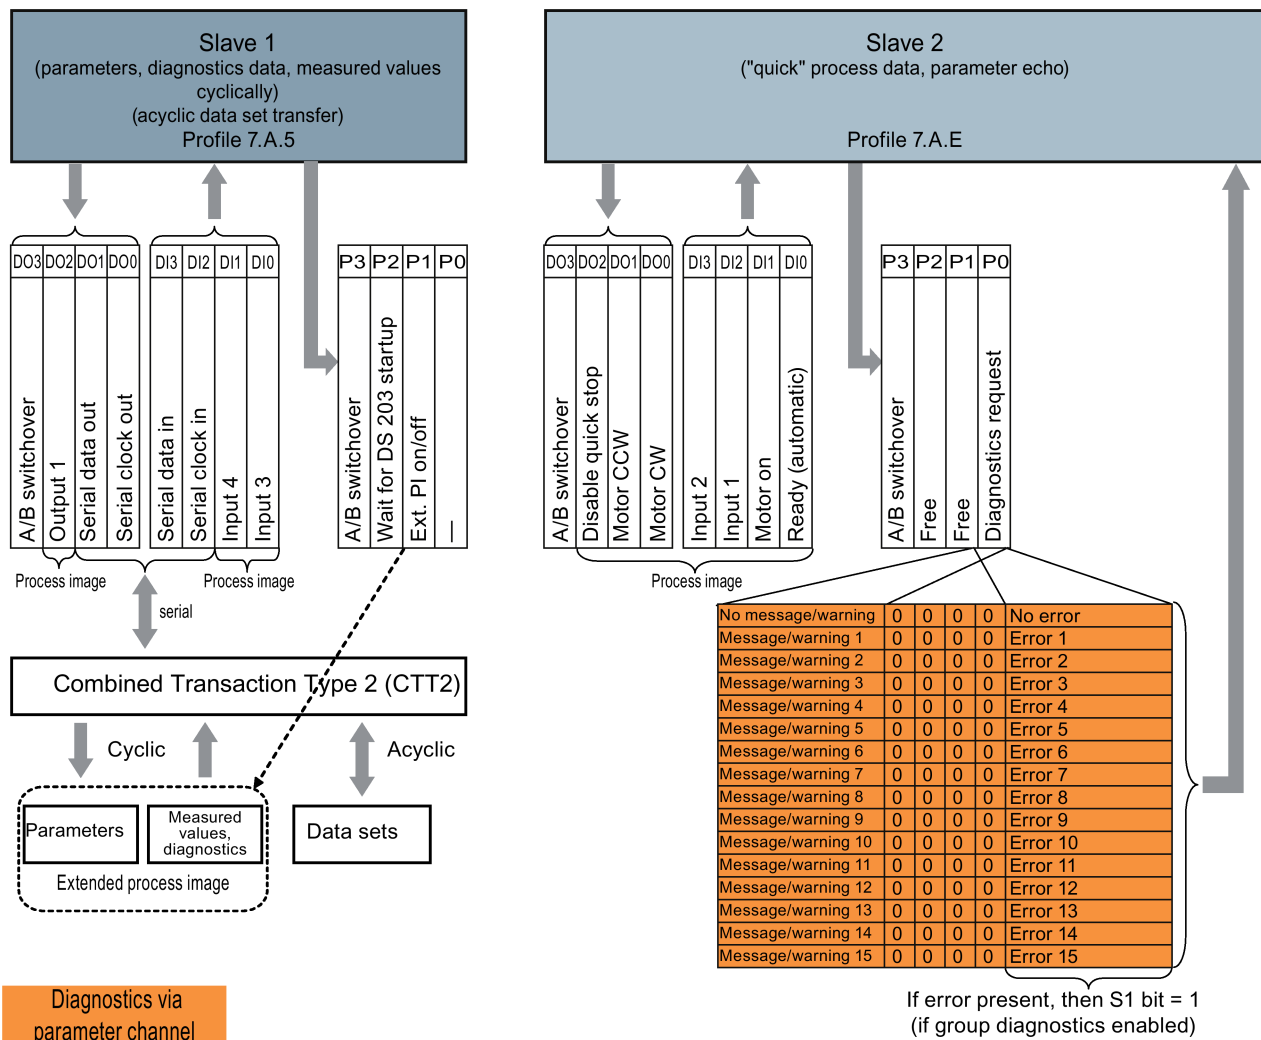 Slave 1
(parameters, diagnostics data, measured values
cyclically)
(acyclic data set transfer)
Profile 7.A.5
Slave 2
("quick" process data, parameter echo)
Profile 7.A.E
DO3 DO2 DO1 DO0
DI3 DI2 DI1 DI0
P3 P2 P1 P0
A/B switchover
Output 1
Serial data out
Serial clock out
Serial data in
Serial clock in
Input 4
Input 3
A/B switchover
Wait for DS 203 startup
Ext. PI on/off
—
Process image
Process image
serial
DO3 DO2 DO1 DO0
DI3 DI2 DI1 DI0
P3 P2 P1 P0
A/B switchover
Disable quick stop
Motor CCW
Motor CW
Input 2
Input 1
Motor on
Ready (automatic)
A/B switchover
Free
Free
Diagnostics request
Process image
Combined Transaction Type 2 (CTT2)
Cyclic
Acyclic
Parameters
Measured
values,
diagnostics
Data sets
Extended process image
No message/warning 0 0 0 0 No error
Message/warning 1 0 0 0 0 Error 1
Message/warning 2 0 0 0 0 Error 2
Message/warning 3 0 0 0 0 Error 3
Message/warning 4 0 0 0 0 Error 4
Message/warning 5 0 0 0 0 Error 5
Message/warning 6 0 0 0 0 Error 6
Message/warning 7 0 0 0 0 Error 7
Message/warning 8 0 0 0 0 Error 8
Message/warning 9 0 0 0 0 Error 9
Message/warning 10 0 0 0 0 Error 10
Message/warning 11 0 0 0 0 Error 11
Message/warning 12 0 0 0 0 Error 12
Message/warning 13 0 0 0 0 Error 13
Message/warning 14 0 0 0 0 Error 14
Message/warning 15 0 0 0 0 Error 15
If error present, then S1 bit = 1
(if group diagnostics enabled)
Diagnostics via
parameter channel